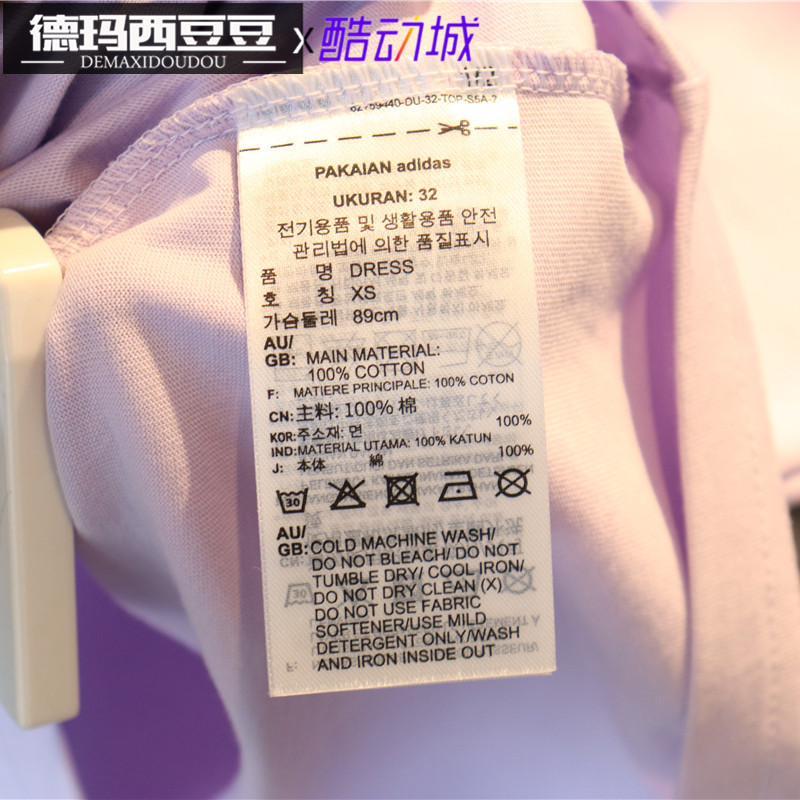 德玛西豆豆
DEMAXIDOUDOU
X 酷动城
PAKAIAN adidas
UKURAN: 32
전기용품 및 생활용품 안전
관리법에 의한 품질표시
품 명 DRESS
호 칭 XS
가슴둘레 89cm
AU/
GB: MAIN MATERIAL:
100% COTTON
F: MATIERE PRINCIPALE: 100% COTON
CN: 主料: 100% 棉
KOR: 주소재: 면 100%
IND: MATERIAL UTAMA: 100% KATUN
J: 本体 綿 100%
30
AU/
GB: COLD MACHINE WASH/
DO NOT BLEACH/ DO NOT
TUMBLE DRY/ COOL IRON/
DO NOT DRY CLEAN (X)
DO NOT USE FABRIC
SOFTENER/USE MILD
DETERGENT ONLY/WASH
AND IRON INSIDE OUT